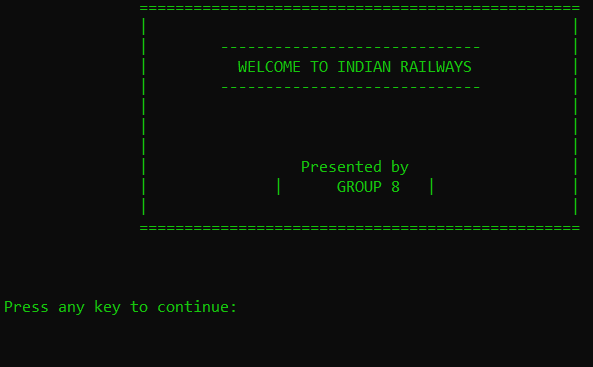 =================================================
|                                               |
|        -----------------------------          |
|          WELCOME TO INDIAN RAILWAYS           |
|        -----------------------------          |
|                                               |
|                                               |
|                                               |
|                 Presented by                  |
|              |      GROUP 8   |               |
|                                               |
=================================================
Press any key to continue: